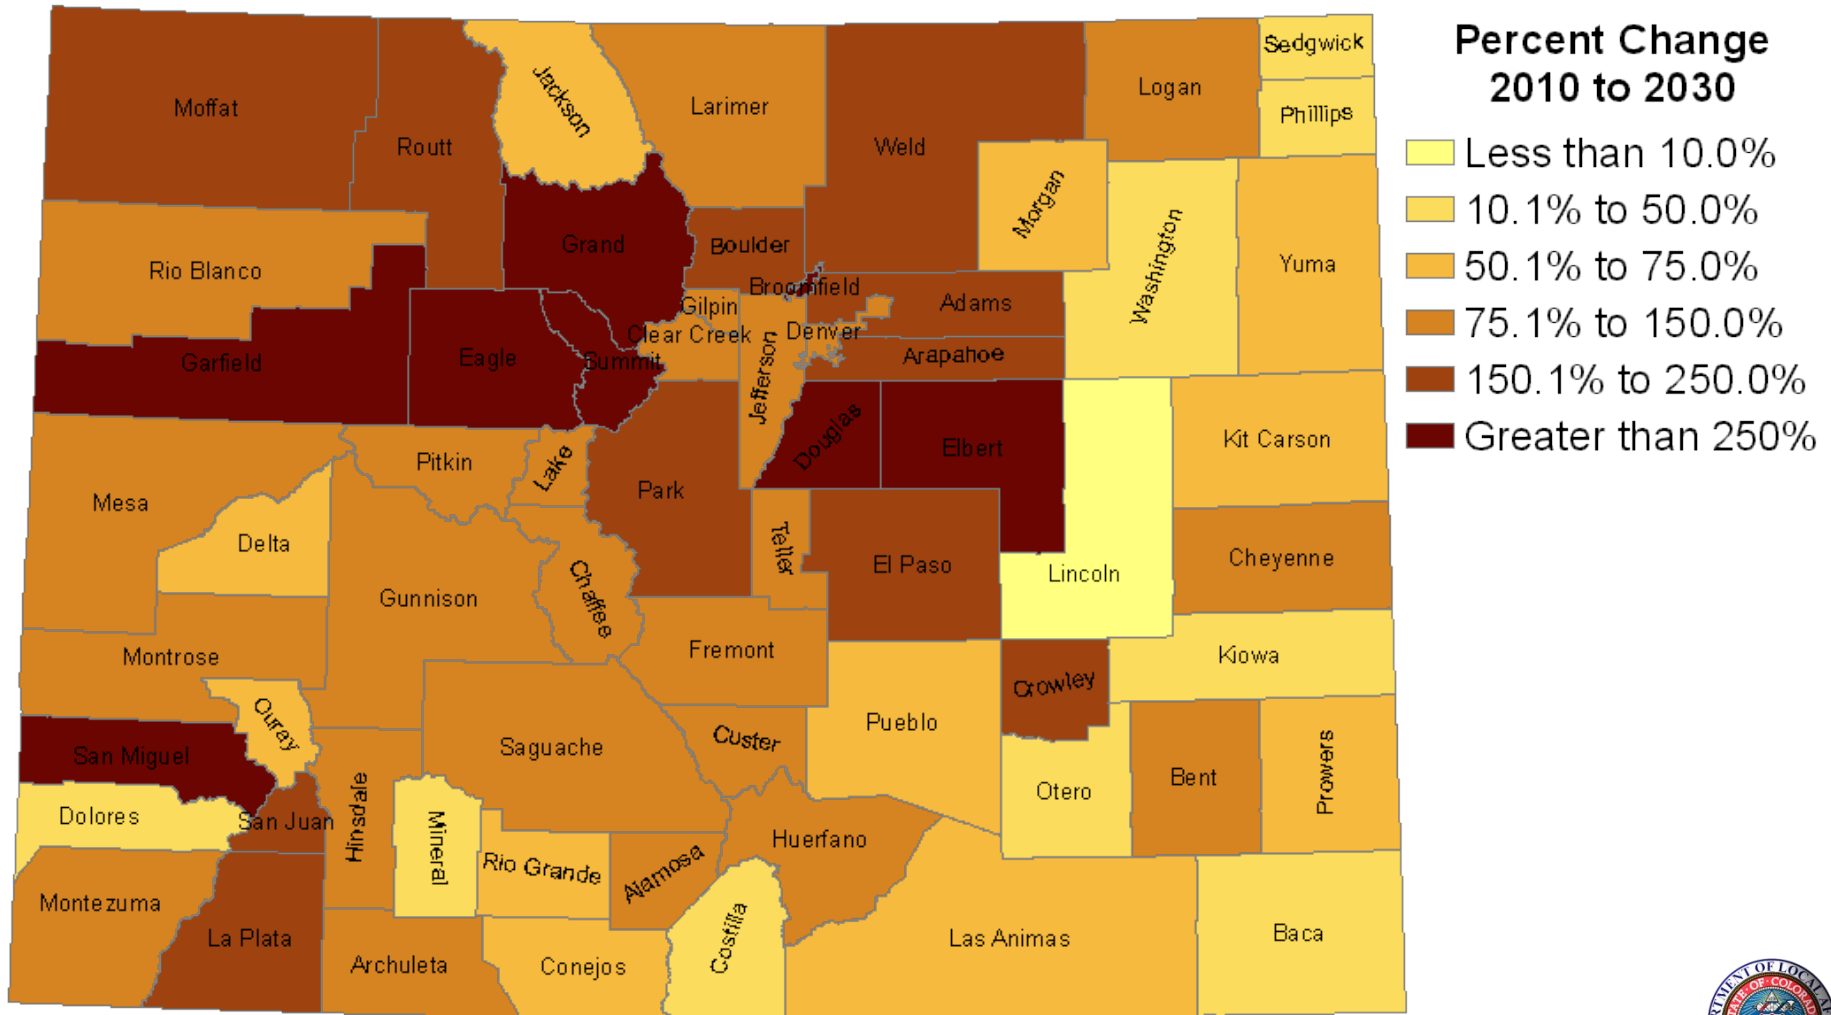 Percent Change
2010 to 2030
Less than 10.0%
10.1% to 50.0%
50.1% to 75.0%
75.1% to 150.0%
150.1% to 250.0%
Greater than 250%
Sedgwick
Phillips
Logan
Jackson
Larimer
Moffat
Routt
Weld
Morgan
Washington
Yuma
Grand
Boulder
Rio Blanco
Broomfield
Gilpin
Adams
Clear Creek
Denver
Garfield
Eagle
Summit
Jefferson
Arapahoe
Pitkin
Lake
Douglas
Elbert
Kit Carson
Mesa
Park
Delta
Teller
El Paso
Lincoln
Cheyenne
Gunnison
Chaffee
Montrose
Fremont
Kiowa
Crowley
Ouray
Pueblo
San Miguel
Saguache
Custer
Otero
Bent
Prowers
Dolores
San Juan
Hinsdale
Mineral
Rio Grande
Alamosa
Huerfano
Montezuma
La Plata
Archuleta
Conejos
Costilla
Las Animas
Baca